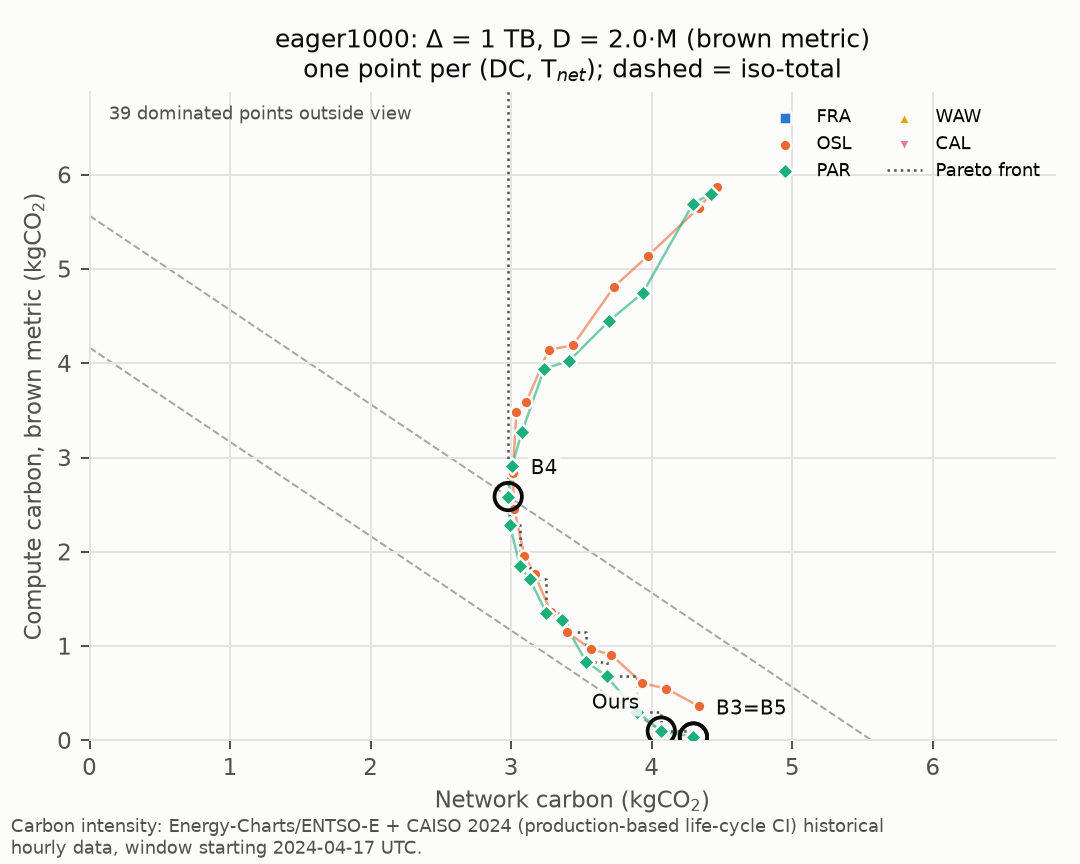 eager1000: Δ = 1 TB, D = 2.0·M (brown metric)
one point per (DC, Tnet); dashed = iso-total
39 dominated points outside view
FRA
OSL
PAR
WAW
CAL
Pareto front
Compute carbon, brown metric (kgCO2)
6
5
4
3
2
1
0
B4
Ours
B3=B5
0 1 2 3 4 5 6
Network carbon (kgCO2)
Carbon intensity: Energy-Charts/ENTSO-E + CAISO 2024 (production-based life-cycle CI) historical
hourly data, window starting 2024-04-17 UTC.